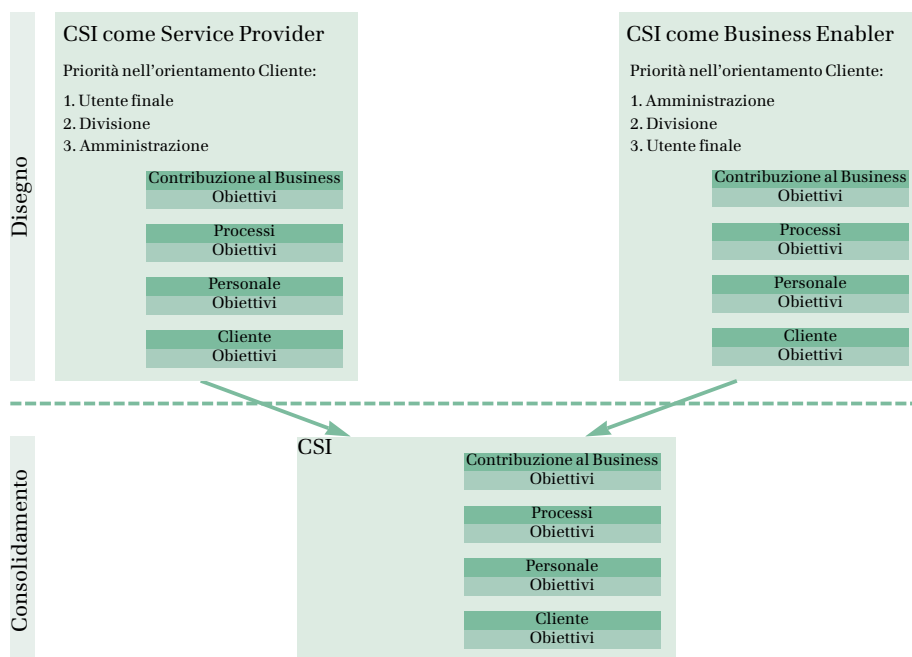 Disegno
CSI come Service Provider
Priorità nell'orientamento Cliente:
1. Utente finale
2. Divisione
3. Amministrazione
Contribuzione al Business
Obiettivi
Processi
Obiettivi
Personale
Obiettivi
Cliente
Obiettivi
CSI come Business Enabler
Priorità nell'orientamento Cliente:
1. Amministrazione
2. Divisione
3. Utente finale
Contribuzione al Business
Obiettivi
Processi
Obiettivi
Personale
Obiettivi
Cliente
Obiettivi
Consolidamento
CSI
Contribuzione al Business
Obiettivi
Processi
Obiettivi
Personale
Obiettivi
Cliente
Obiettivi